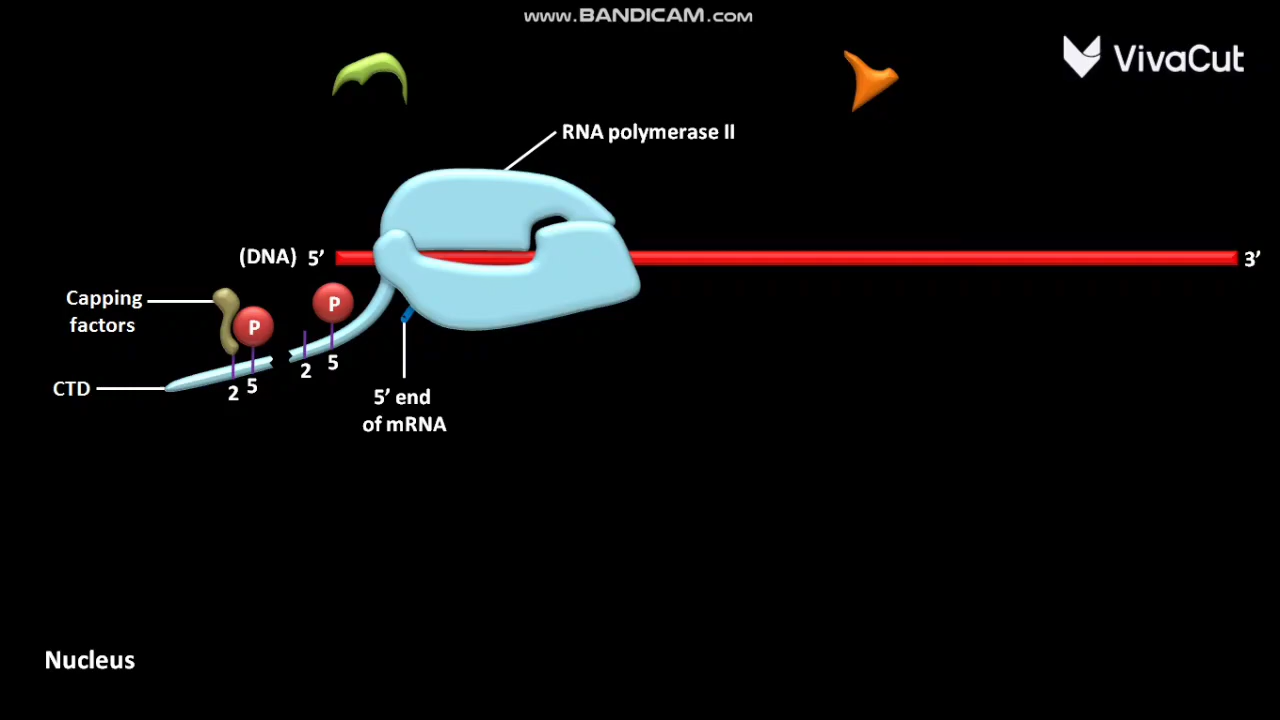 www.BANDICAM.com
VivaCut
RNA polymerase II
(DNA) 5’
3’
Capping
factors
P
P
2
5
2
5
CTD
5’ end
of mRNA
Nucleus